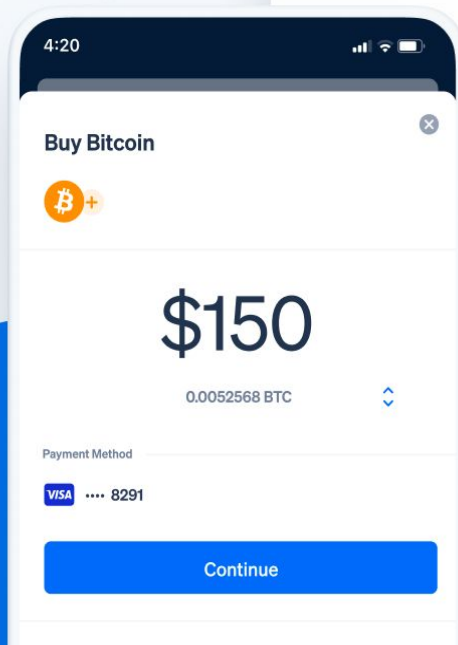 4:20
Buy Bitcoin
$150
0.0052568 BTC
Payment Method
VISA •••• 8291
Continue